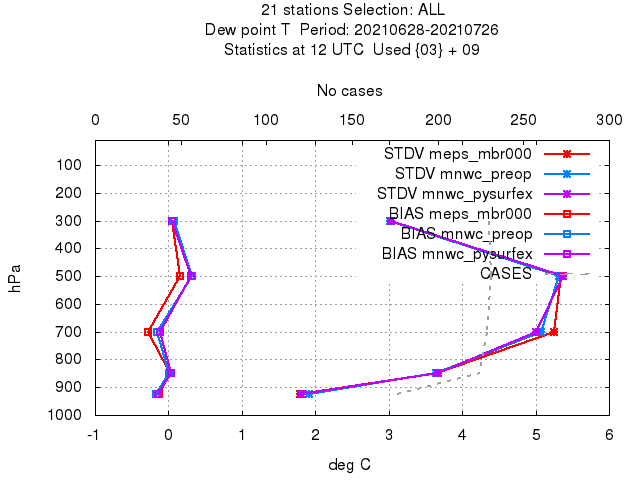 21 stations Selection: ALL
Dew point T  Period: 20210628-20210726
Statistics at 12 UTC  Used {03} + 09
No cases
0 50 100 150 200 250 300
STDV meps_mbr000
STDV mnwc_preop
STDV mnwc_pysurfex
BIAS meps_mbr000
BIAS mnwc_preop
BIAS mnwc_pysurfex
CASES
100
200
300
400
500
600
700
800
900
1000
hPa
-1 0 1 2 3 4 5 6
deg C